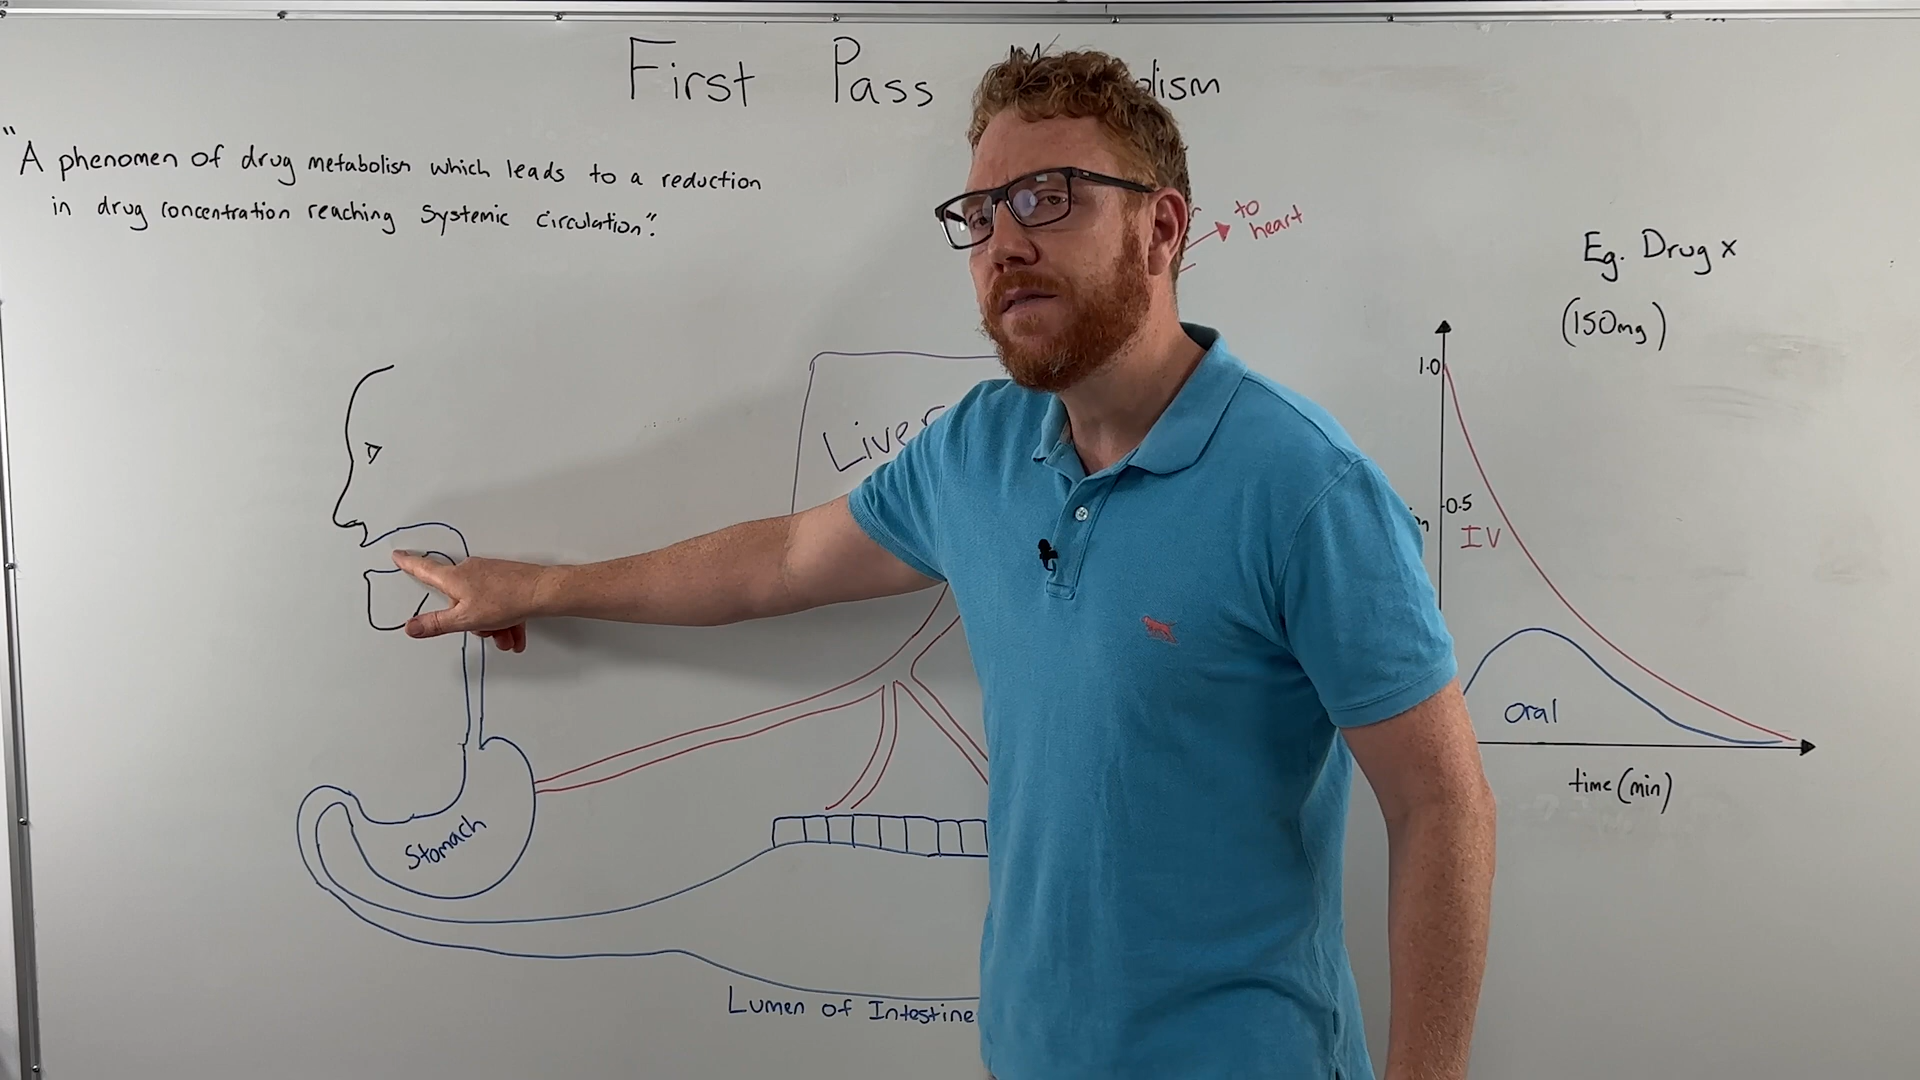 First Pass
"A phenomen of drug metabolism which leads to a reduction
in drug concentration reaching systemic circulation".
to
heart
Eg. Drug x
(150mg)
Liver
1.0
0.5
IV
Oral
time (min)
Stomach
Lumen of Intestine